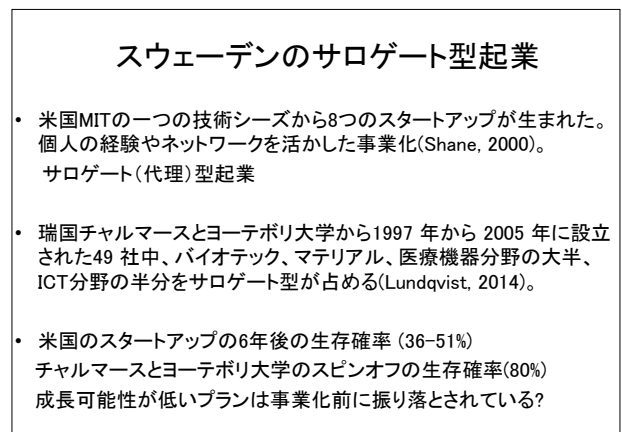 スウェーデンのサロゲート型起業
• 米国MITの一つの技術シーズから8つのスタートアップが生まれた。
個人の経験やネットワークを活かした事業化(Shane, 2000)。
サロゲート(代理)型起業
• 瑞国チャルマースとヨーテボリ大学から1997 年から 2005 年に設立
された49 社中、バイオテック、マテリアル、医療機器分野の大半、
ICT分野の半分をサロゲート型が占める(Lundqvist, 2014)。
• 米国のスタートアップの6年後の生存確率 (36-51%)
チャルマースとヨーテボリ大学のスピンオフの生存確率(80%)
成長可能性が低いプランは事業化前に振り落とされている?